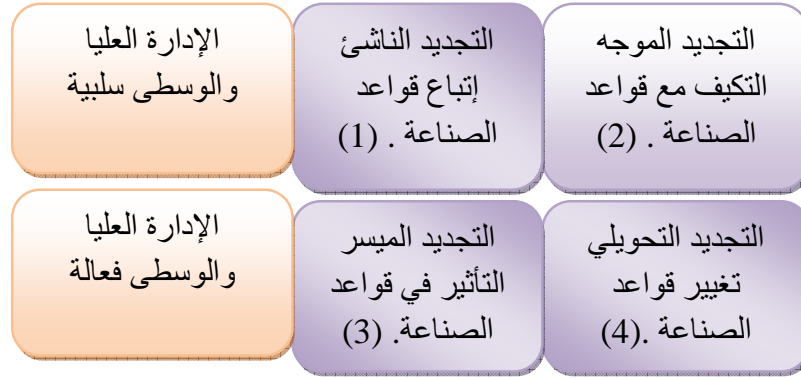 التجديد الموجه
التكيف مع قواعد
الصناعة . (2)
التجديد الناشئ
إتباع قواعد
الصناعة . (1)
الإدارة العليا
والوسطى سلبية
التجديد التحويلي
تغيير قواعد
الصناعة .(4)
التجديد الميسر
التأثير في قواعد
الصناعة. (3)
الإدارة العليا
والوسطى فعالة